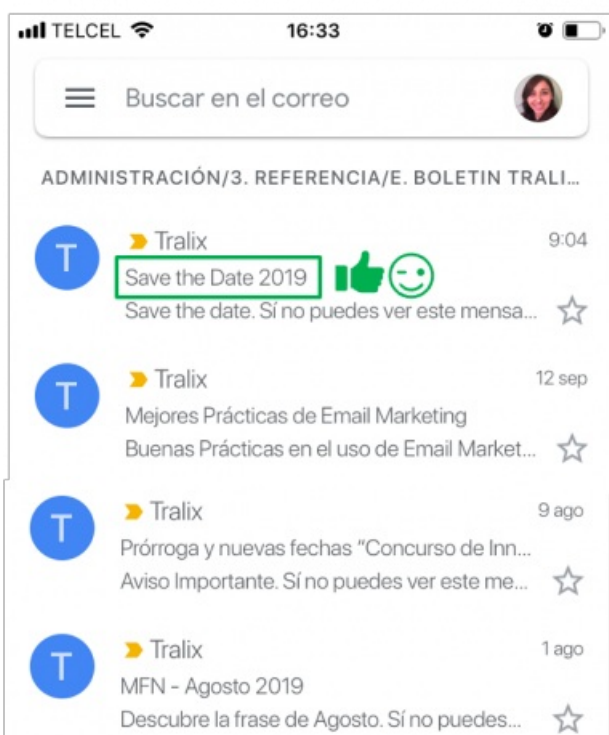 TELCEL 16:33
Buscar en el correo
ADMINISTRACIÓN/3. REFERENCIA/E. BOLETIN TRALI...
T Tralix 9:04
Save the Date 2019
Save the date. Sí no puedes ver este mensa...
T Tralix 12 sep
Mejores Prácticas de Email Marketing
Buenas Prácticas en el uso de Email Market...
T Tralix 9 ago
Prórroga y nuevas fechas “Concurso de Inn...
Aviso Importante. Sí no puedes ver este me...
T Tralix 1 ago
MFN - Agosto 2019
Descubre la frase de Agosto. Sí no puedes...